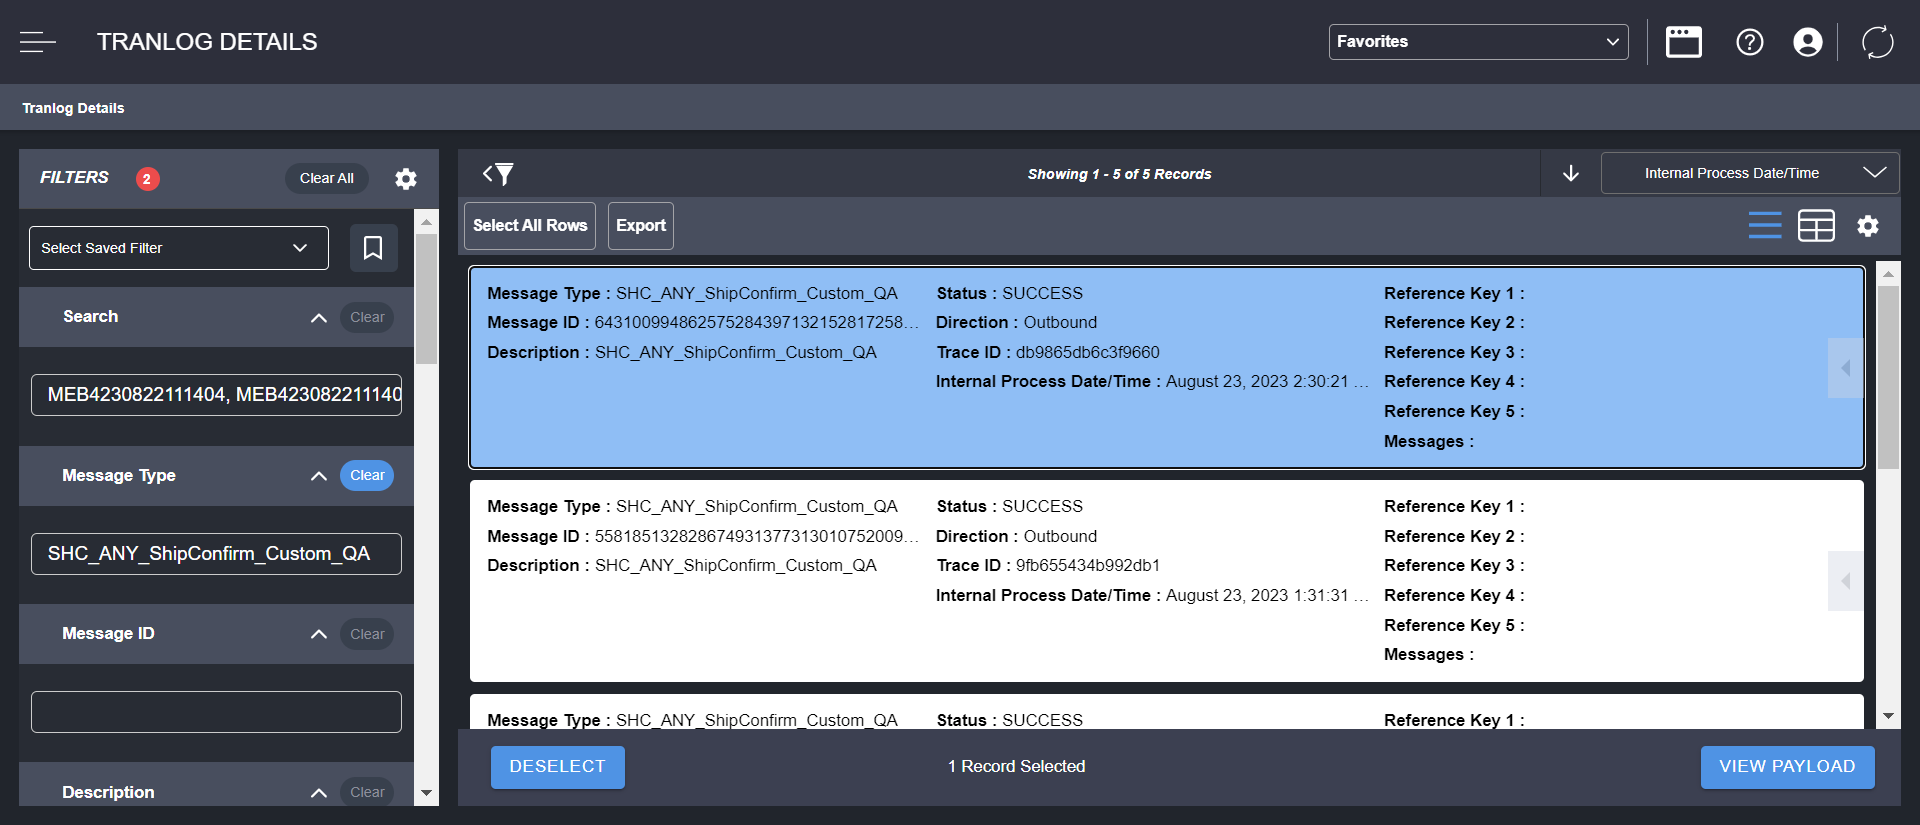 TRANLOG DETAILS
Favorites
Tranlog Details
FILTERS 2 Clear All
Select Saved Filter
Search Clear
MEB4230822111404, MEB423082211140
Message Type Clear
SHC_ANY_ShipConfirm_Custom_QA
Message ID Clear
Description Clear
Showing 1 - 5 of 5 Records
Internal Process Date/Time
Select All Rows Export
Message Type : SHC_ANY_ShipConfirm_Custom_QA
Message ID : 64310099486257528439713215281725８…
Description : SHC_ANY_ShipConfirm_Custom_QA
Status : SUCCESS
Direction : Outbound
Trace ID : db9865db6c3f9660
Internal Process Date/Time : August 23, 2023 2:30:21 …
Reference Key 1 :
Reference Key 2 :
Reference Key 3 :
Reference Key 4 :
Reference Key 5 :
Messages :
Message Type : SHC_ANY_ShipConfirm_Custom_QA
Message ID : 55818513282867493137731301075200９…
Description : SHC_ANY_ShipConfirm_Custom_QA
Status : SUCCESS
Direction : Outbound
Trace ID : 9fb655434b992db1
Internal Process Date/Time : August 23, 2023 1:31:31 …
Reference Key 1 :
Reference Key 2 :
Reference Key 3 :
Reference Key 4 :
Reference Key 5 :
Messages :
Message Type : SHC_ANY_ShipConfirm_Custom_QA
Status : SUCCESS
Reference Key 1 :
DESELECT
1 Record Selected
VIEW PAYLOAD